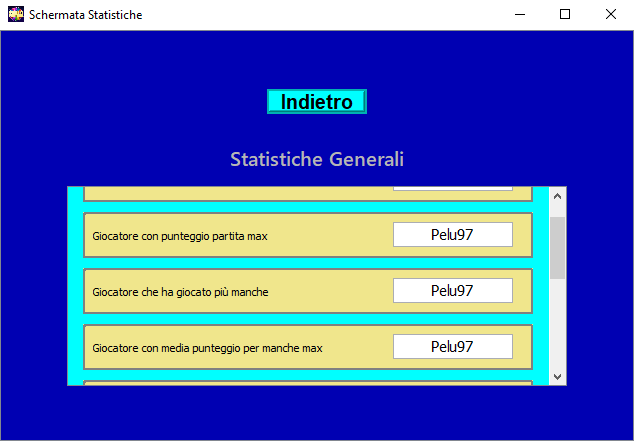 Schermata Statistiche
Indietro
Statistiche Generali
Giocatore con punteggio partita max
Pelu97
Giocatore che ha giocato più manche
Pelu97
Giocatore con media punteggio per manche max
Pelu97